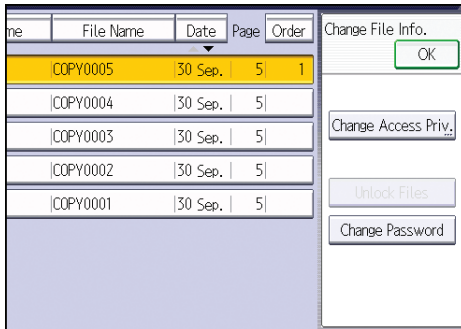 me File Name Date Page Order
COPY0005 30 Sep. 5 1
COPY0004 30 Sep. 5
COPY0003 30 Sep. 5
COPY0002 30 Sep. 5
COPY0001 30 Sep. 5
Change File Info.
OK
Change Access Priv.
Unlock Files
Change Password